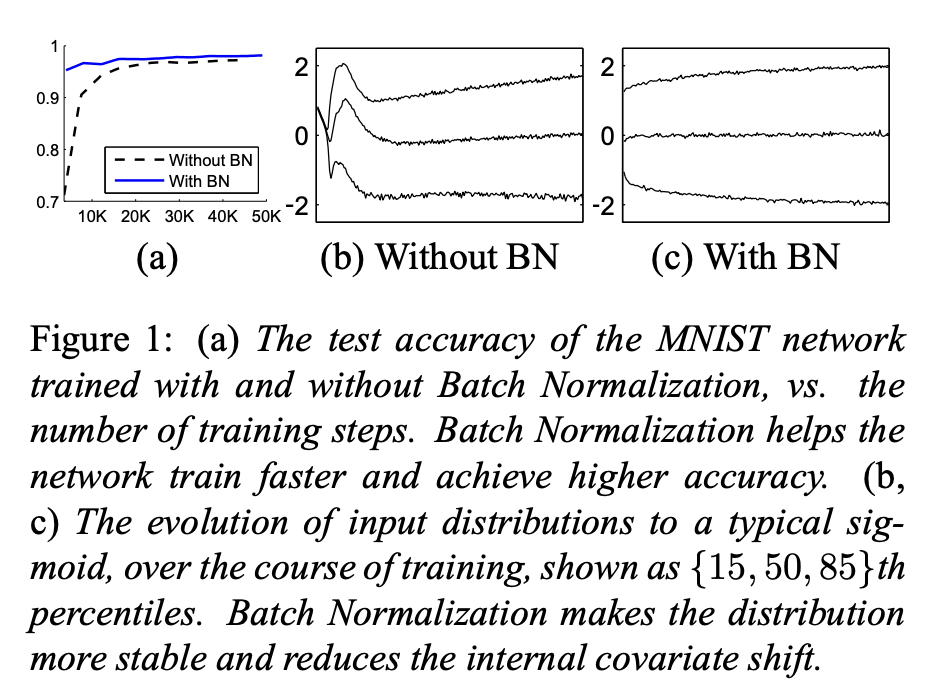 1
0.9
0.8
0.7
10K 20K 30K 40K 50K
Without BN
With BN
2
0
-2
2
0
-2
(a)
(b) Without BN
(c) With BN
Figure 1: (a) The test accuracy of the MNIST network
trained with and without Batch Normalization, vs. the
number of training steps. Batch Normalization helps the
network train faster and achieve higher accuracy. (b,
c) The evolution of input distributions to a typical sig-
moid, over the course of training, shown as {15, 50, 85}th
percentiles. Batch Normalization makes the distribution
more stable and reduces the internal covariate shift.